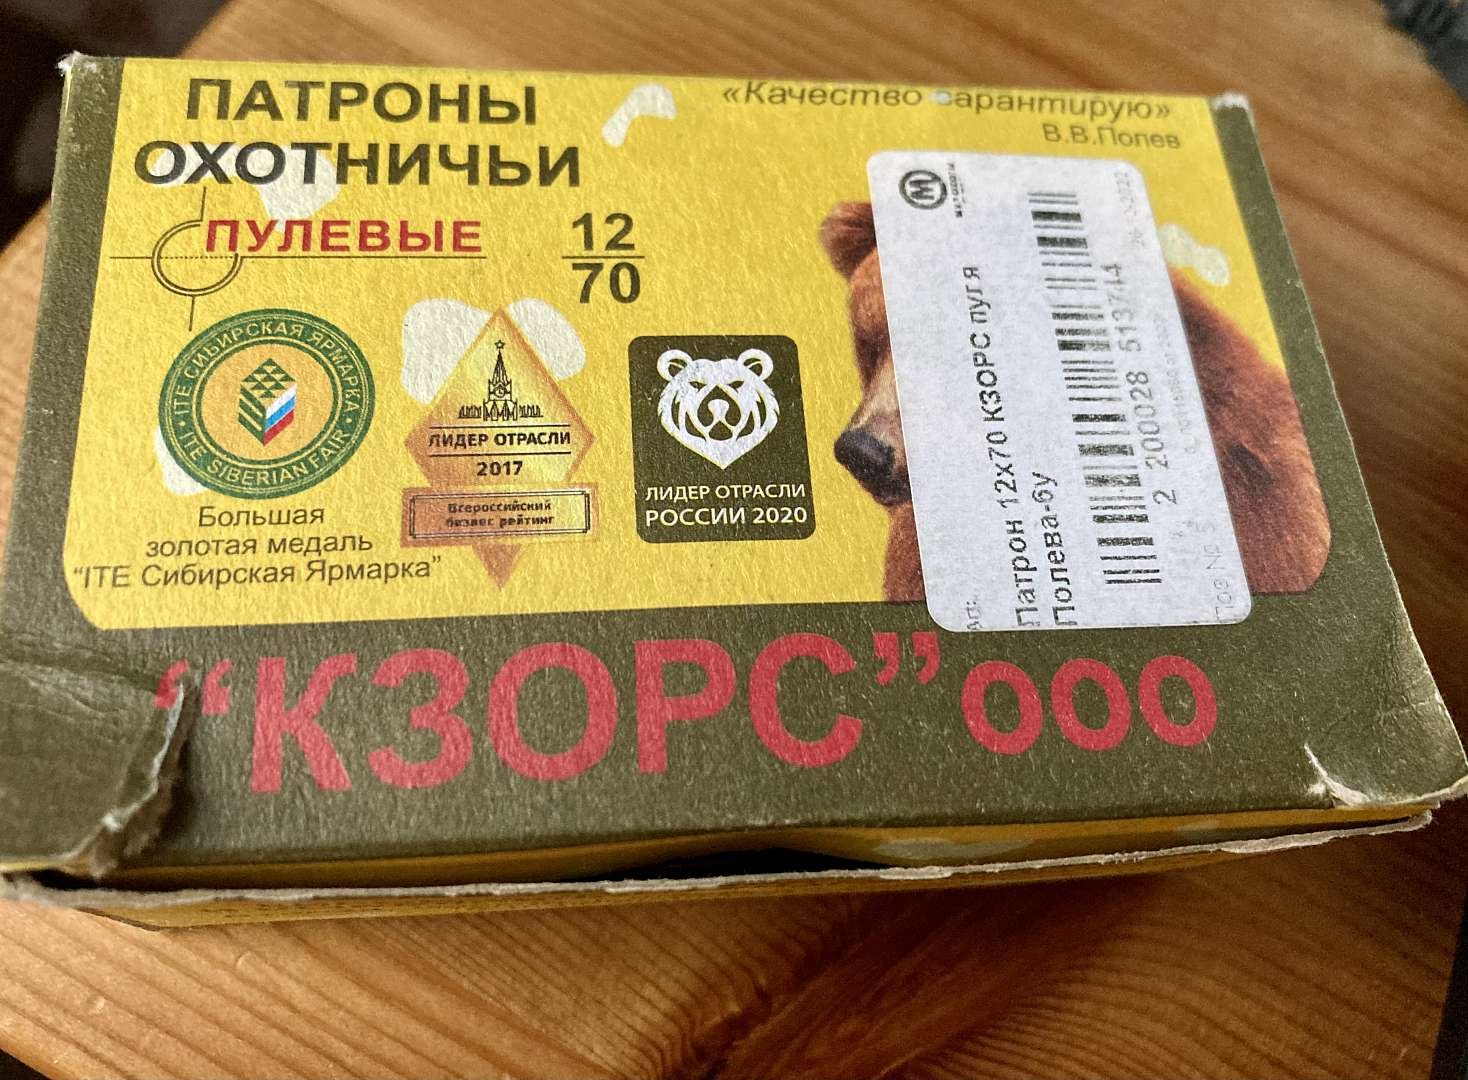 ПАТРОНЫ
ОХОТНИЧЬИ
ПУЛЕВЫЕ
12
70
«Качество гарантирую»
В.В.Полев
• ITE СИБИРСКАЯ ЯРМАРКА •
ITE SIBERIAN FAIR
Большая
золотая медаль
"ITE Сибирская Ярмарка"
ЛИДЕР ОТРАСЛИ
2017
Всероссийский
бизнес рейтинг
ЛИДЕР ОТРАСЛИ
РОССИИ 2020
М
Патрон 12х70 КЗОРС пуг.я
Полева-6у
2 200028 513744
"КЗОРС"ООО